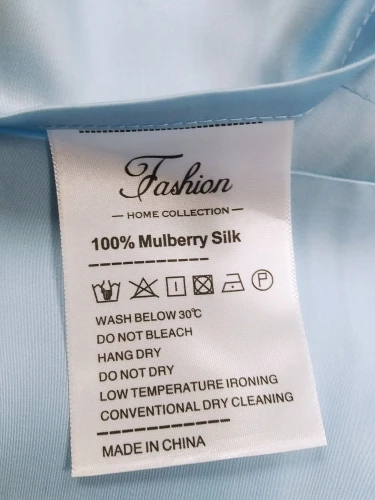 Fashion
— HOME COLLECTION —
100% Mulberry Silk
P
WASH BELOW 30℃
DO NOT BLEACH
HANG DRY
DO NOT DRY
LOW TEMPERATURE IRONING
CONVENTIONAL DRY CLEANING
MADE IN CHINA